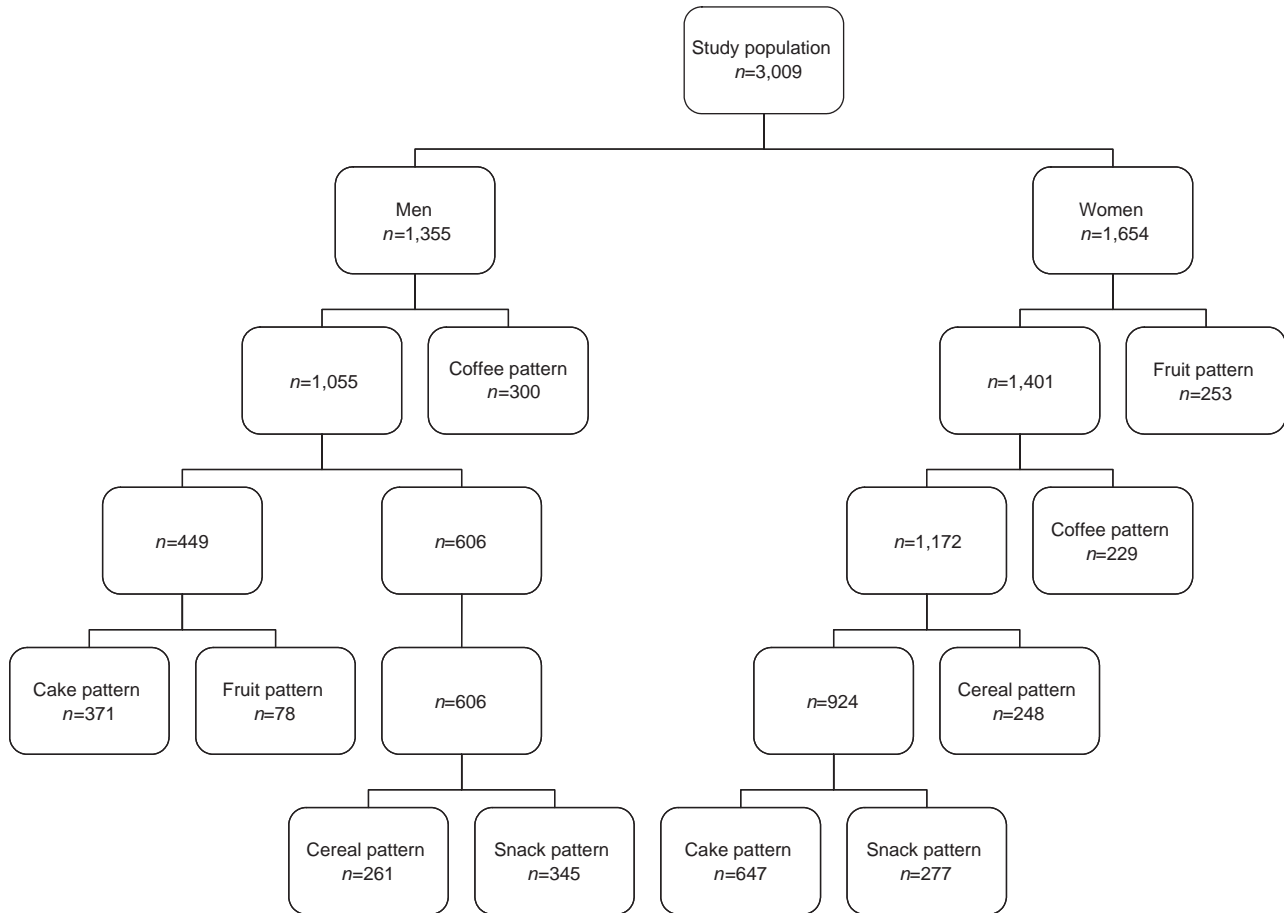 Study population
n=3,009
Men
n=1,355
Women
n=1,654
n=1,055
Coffee pattern
n=300
n=1,401
Fruit pattern
n=253
n=449
n=606
n=1,172
Coffee pattern
n=229
Cake pattern
n=371
Fruit pattern
n=78
n=606
n=924
Cereal pattern
n=248
Cereal pattern
n=261
Snack pattern
n=345
Cake pattern
n=647
Snack pattern
n=277